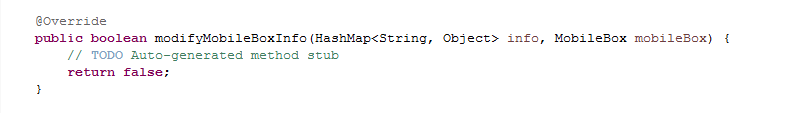 @Override
public boolean modifyMobileBoxInfo(HashMap<String, Object> info, MobileBox mobileBox) {
    // TODO Auto-generated method stub
    return false;
}